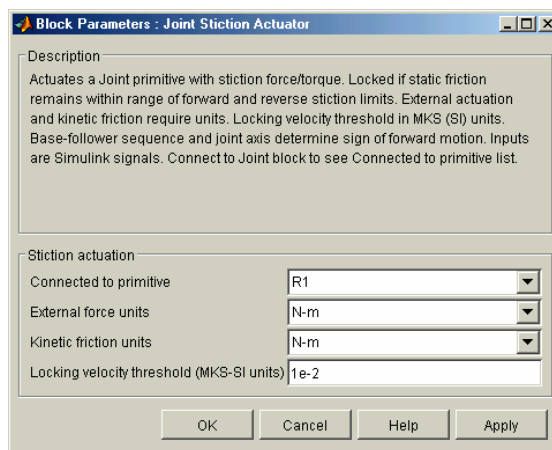 Block Parameters : Joint Stiction Actuator
Description
Actuates a Joint primitive with stiction force/torque. Locked if static friction
remains within range of forward and reverse stiction limits. External actuation
and kinetic friction require units. Locking velocity threshold in MKS (SI) units.
Base-follower sequence and joint axis determine sign of forward motion. Inputs
are Simulink signals. Connect to Joint block to see Connected to primitive list.
Stiction actuation
Connected to primitive R1
External force units N-m
Kinetic friction units N-m
Locking velocity threshold (MKS-SI units) 1e-2
OK Cancel Help Apply